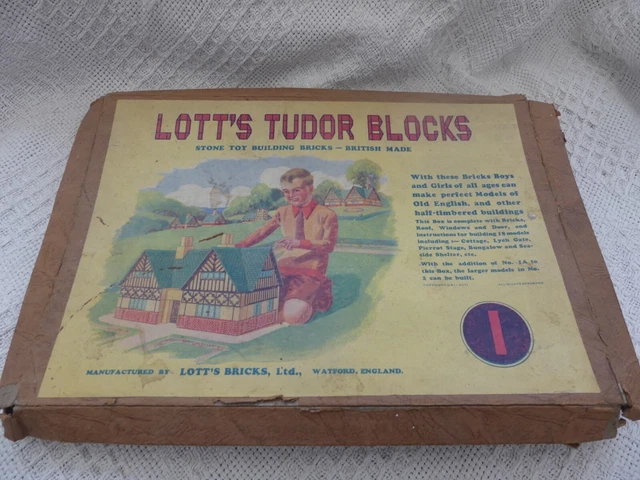 LOTT'S TUDOR BLOCKS
STONE TOY BUILDING BRICKS — BRITISH MADE
With these Bricks Boys
and Girls of all ages can
make perfect Models of
Old English, and other
half-timbered buildings
This Box is complete with Bricks,
Roof, Windows and Door, and
instructions for building 18 models
including :— Cottage, Lych Gate,
Pierrot Stage, Bungalow and Sea-
side Shelter, etc.
With the addition of No. 1A to
this Box, the larger models in No.
2 can be built.
1
MANUFACTURED BY LOTT'S BRICKS, Ltd., WATFORD, ENGLAND.